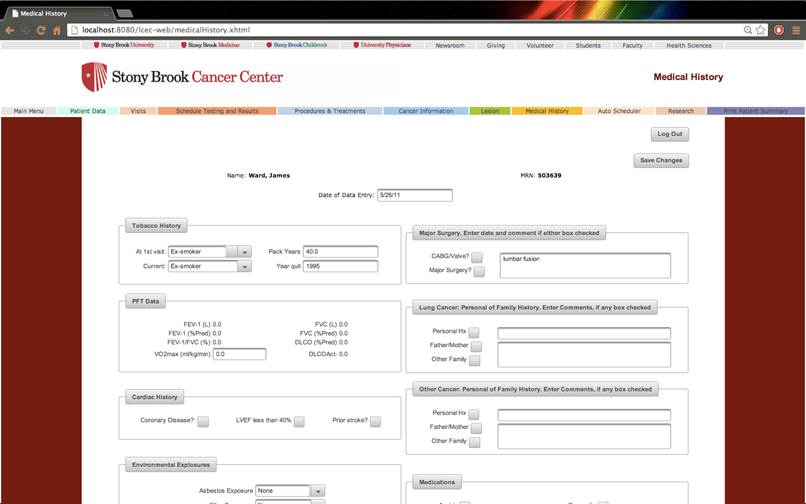 Medical History
localhost:8080/lcec-web/medicalHistory.xhtml
Stony Brook University Stony Brook Medicine Stony Brook Children's University Physicians Newsroom Giving Volunteer Students Faculty Health Sciences
Stony Brook Cancer Center
Medical History
Main Menu Patient Data Visits Schedule Testing and Results Procedures & Treatments Cancer Information Lesion Medical History Auto Scheduler Research Print Patient Summary
Log Out
Save Changes
Name: Ward, James MRN: 503639
Date of Data Entry: 5/26/11
Tobacco History
At 1st visit: Ex-smoker Pack Years 40.0
Current: Ex-smoker Year quit 1995
Major Surgery. Enter date and comment if either box checked
CABG/Valve? lumbar fusion
Major Surgery?
PFT Data
FEV-1 (L) 0.0 FVC (L) 0.0
FEV-1 (%Pred) 0.0 FVC (%Pred) 0.0
FEV-1/FVC (%) 0.0 DLCO (%Pred) 0.0
VO2max (ml/kg/min) 0.0 DLCOAct: 0.0
Lung Cancer: Personal of Family History. Enter Comments, if any box checked
Personal Hx
Father/Mother
Other Family
Cardiac History
Coronary Disease?: LVEF less than 40% Prior stroke?:
Other Cancer: Personal of Family History. Enter Comments, if any box checked
Personal Hx
Father/Mother
Other Family
Environmental Explosures
Asbestos Exposure None
Medications